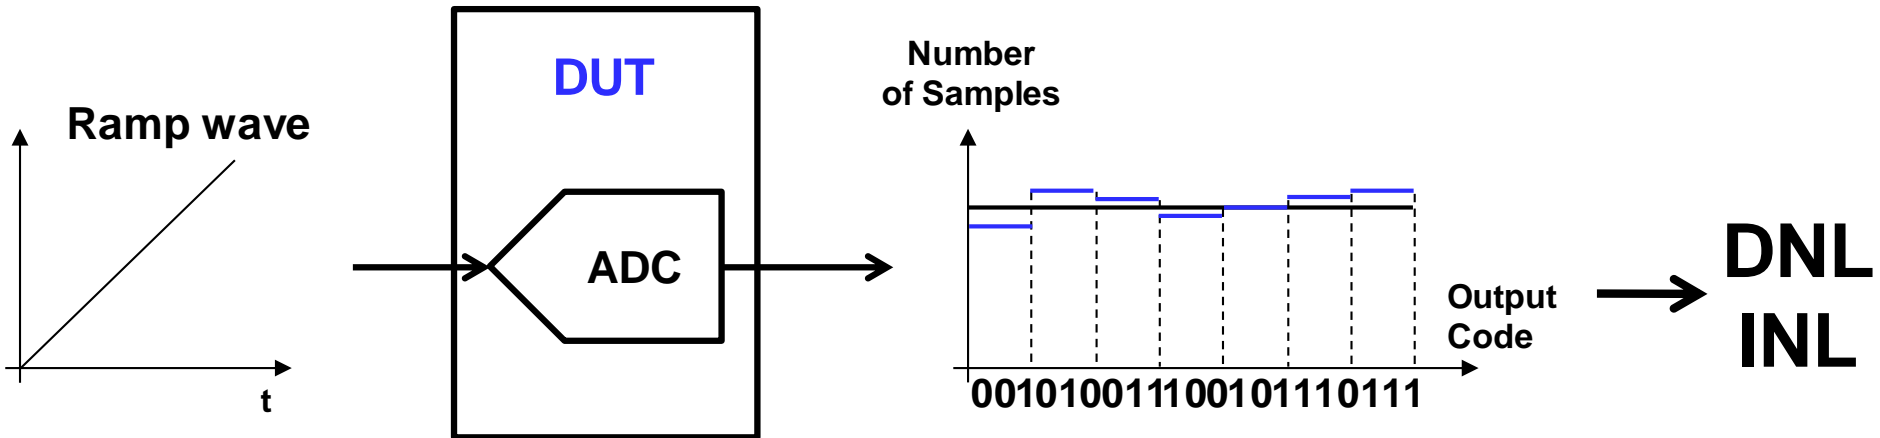 Ramp wave
t
DUT
ADC
Number
of Samples
Output
Code
001010011100101110111
DNL
INL